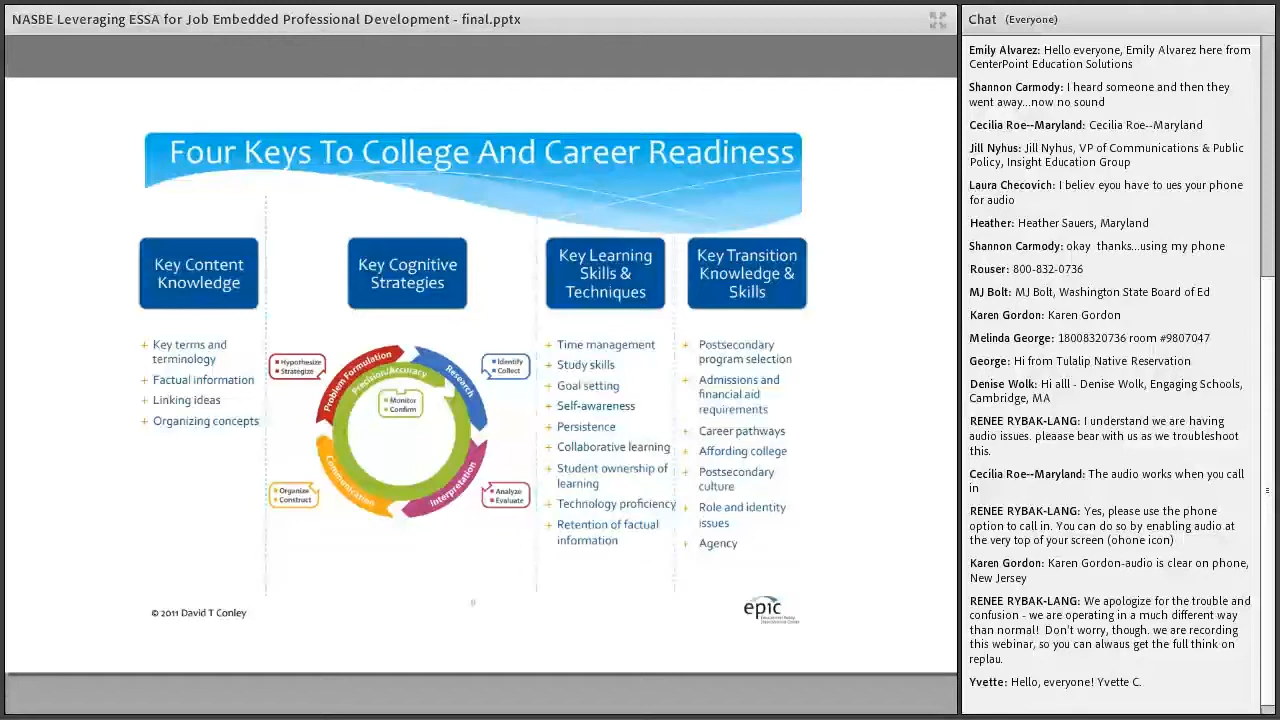 NASBE Leveraging ESSA for Job Embedded Professional Development - final.pptx
Four Keys To College And Career Readiness
Key Content
Knowledge
Key terms and
terminology
Factual information
Linking ideas
Organizing concepts
Key Cognitive
Strategies
Hypothesize
Strategize
Problem Formulation
Precision/Accuracy
Monitor
Confirm
Research
Identify
Collect
Organize
Construct
Communication
Interpretation
Analyze
Evaluate
Key Learning
Skills &
Techniques
Time management
Study skills
Goal setting
Self-awareness
Persistence
Collaborative learning
Student ownership of
learning
Technology proficiency
Retention of factual
information
Key Transition
Knowledge &
Skills
Postsecondary
program selection
Admissions and
financial aid
requirements
Career pathways
Affording college
Postsecondary
culture
Role and identity
issues
Agency
© 2011 David T Conley
9
epic
Chat (Everyone)
Emily Alvarez: Hello everyone, Emily Alvarez here from
CenterPoint Education Solutions
Shannon Carmody: I heard someone and then they
went away...now no sound
Cecilia Roe--Maryland: Cecilia Roe--Maryland
Jill Nyhus: Jill Nyhus, VP of Communications & Public
Policy, Insight Education Group
Laura Checovich: I believ eyou have to ues your phone
for audio
Heather: Heather Sauers, Maryland
Shannon Carmody: okay thanks...using my phone
Rouser: 800-832-0736
MJ Bolt: MJ Bolt, Washington State Board of Ed
Karen Gordon: Karen Gordon
Melinda George: 18008320736 room #9807047
angela: Hi from Tulalip Native Reservation
Denise Wolk: Hi alll - Denise Wolk, Engaging Schools,
Cambridge, MA
RENEE RYBAK-LANG: I understand we are having
audio issues. pleaase bear with us as we troubleshoot
this.
Cecilia Roe--Maryland: The audio works when you call
in
RENEE RYBAK-LANG: Yes, please use the phone
option to call in. You can do so by enabling audio at
the very top of your screen (ohone icon)
Karen Gordon: Karen Gordon-audio is clear on phone,
New Jersey
RENEE RYBAK-LANG: We apologize for the trouble and
confusion - we are operating in a much different way
than normal! Don't worry, though. we are recording
this webinar, so you can alwaus get the full think on
replau.
Yvette: Hello, everyone! Yvette C.